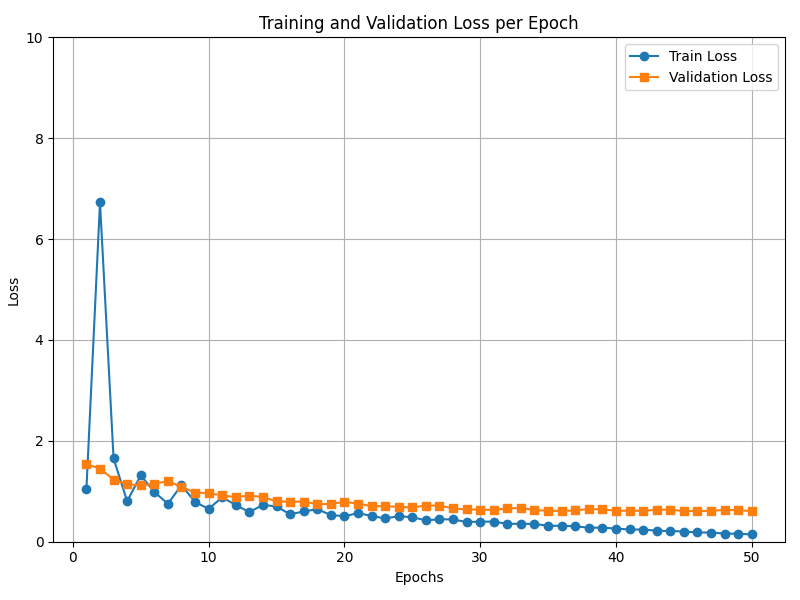 Training and Validation Loss per Epoch
Train Loss
Validation Loss
10
8
6
4
2
0
Loss
0 10 20 30 40 50
Epochs